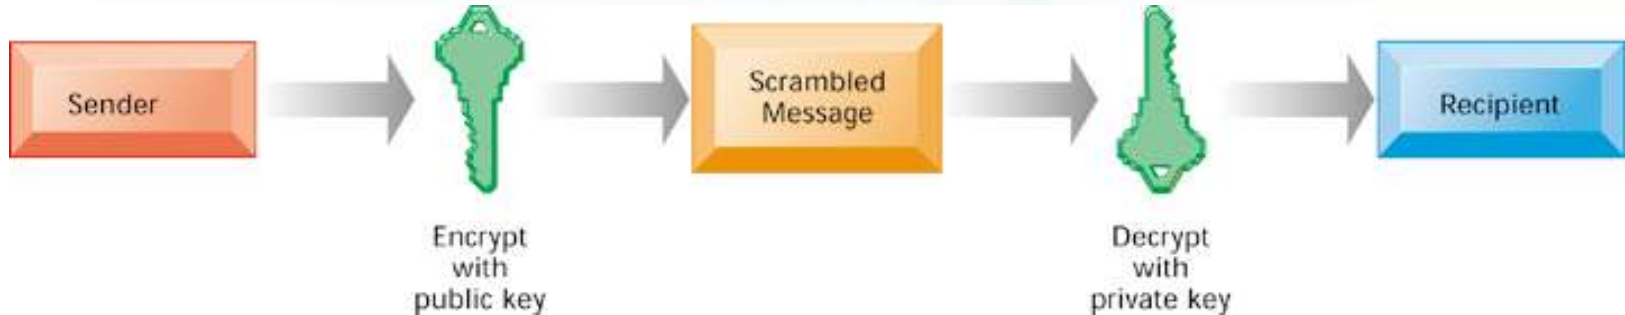 Sender
Encrypt
with
public key
Scrambled
Message
Decrypt
with
private key
Recipient